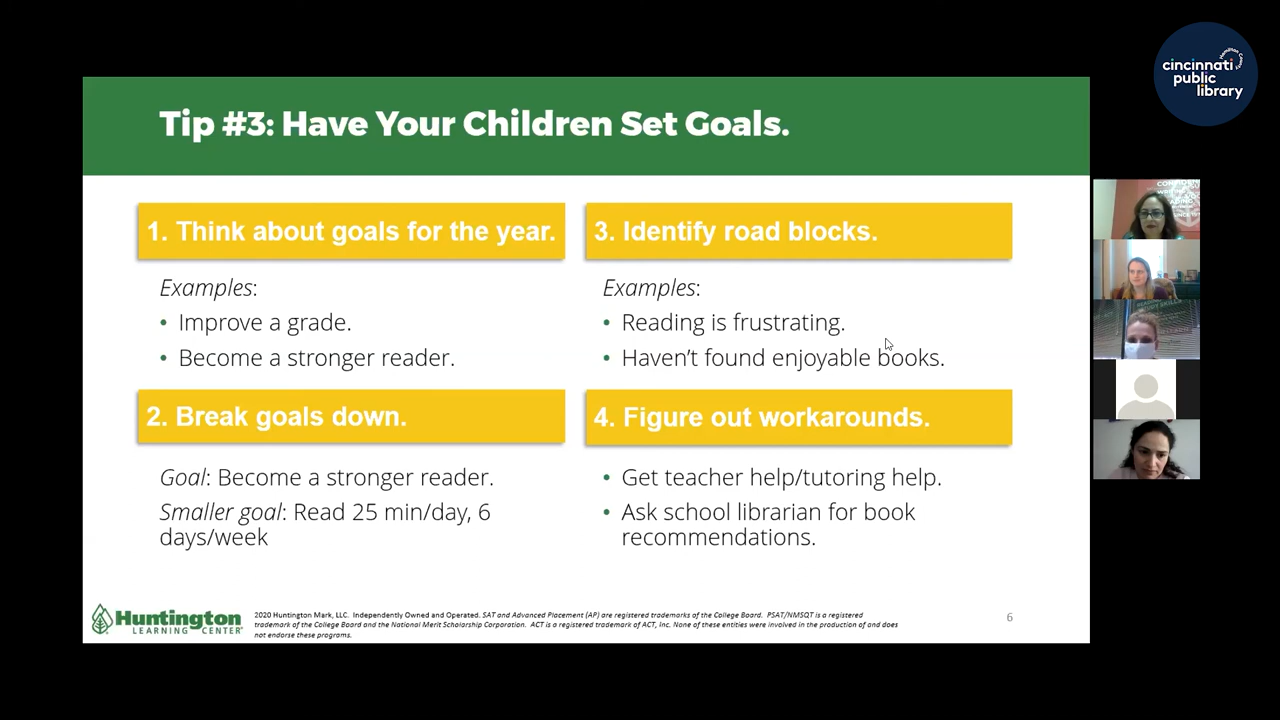 cincinnati
public
library
Tip #3: Have Your Children Set Goals.
1. Think about goals for the year.
Examples:
• Improve a grade.
• Become a stronger reader.
2. Break goals down.
Goal: Become a stronger reader.
Smaller goal: Read 25 min/day, 6
days/week
3. Identify road blocks.
Examples:
• Reading is frustrating.
• Haven’t found enjoyable books.
4. Figure out workarounds.
• Get teacher help/tutoring help.
• Ask school librarian for book
recommendations.
Huntington
LEARNING CENTER
2020 Huntington Mark, LLC. Independently Owned and Operated. SAT and Advanced Placement (AP) are registered trademarks of the College Board. PSAT/NMSQT is a registered
trademark of the College Board and the National Merit Scholarship Corporation. ACT is a registered trademark of ACT, Inc. None of these entities were involved in the production of and does
not endorse these programs.
6